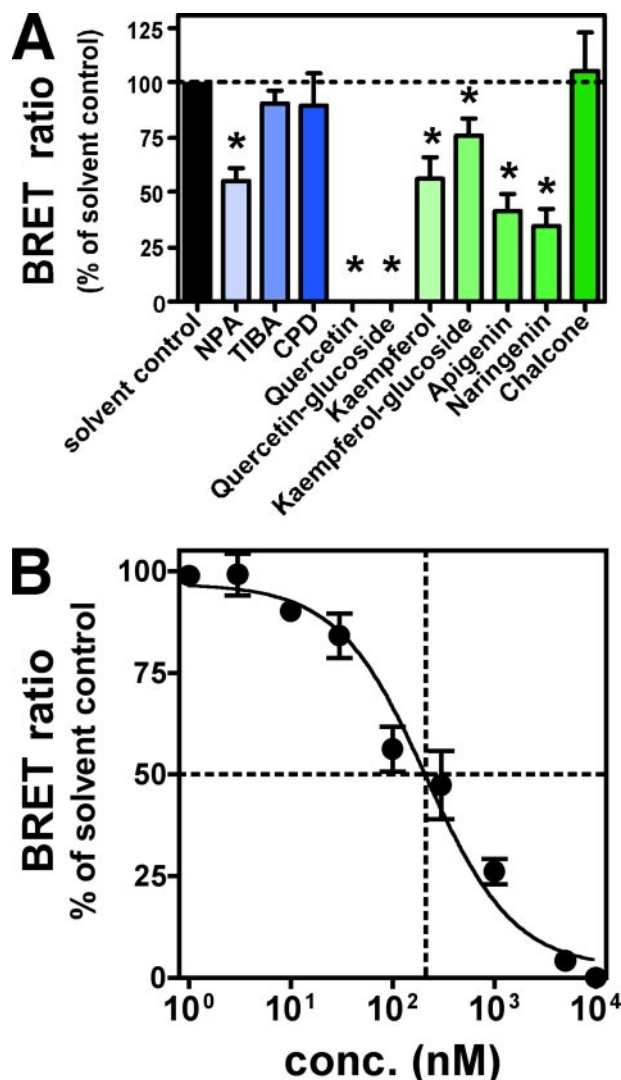 A
BRET ratio
(% of solvent control)
125
100
75
50
25
0
* * * * * * *
solvent control
NPA
TIBA
CPD
Quercetin
Quercetin-glucoside
Kaempferol
Kaempferol-glucoside
Apigenin
Naringenin
Chalcone
B
BRET ratio
% of solvent control
100
75
50
25
0
10⁰ 10¹ 10² 10³ 10⁴
conc. (nM)